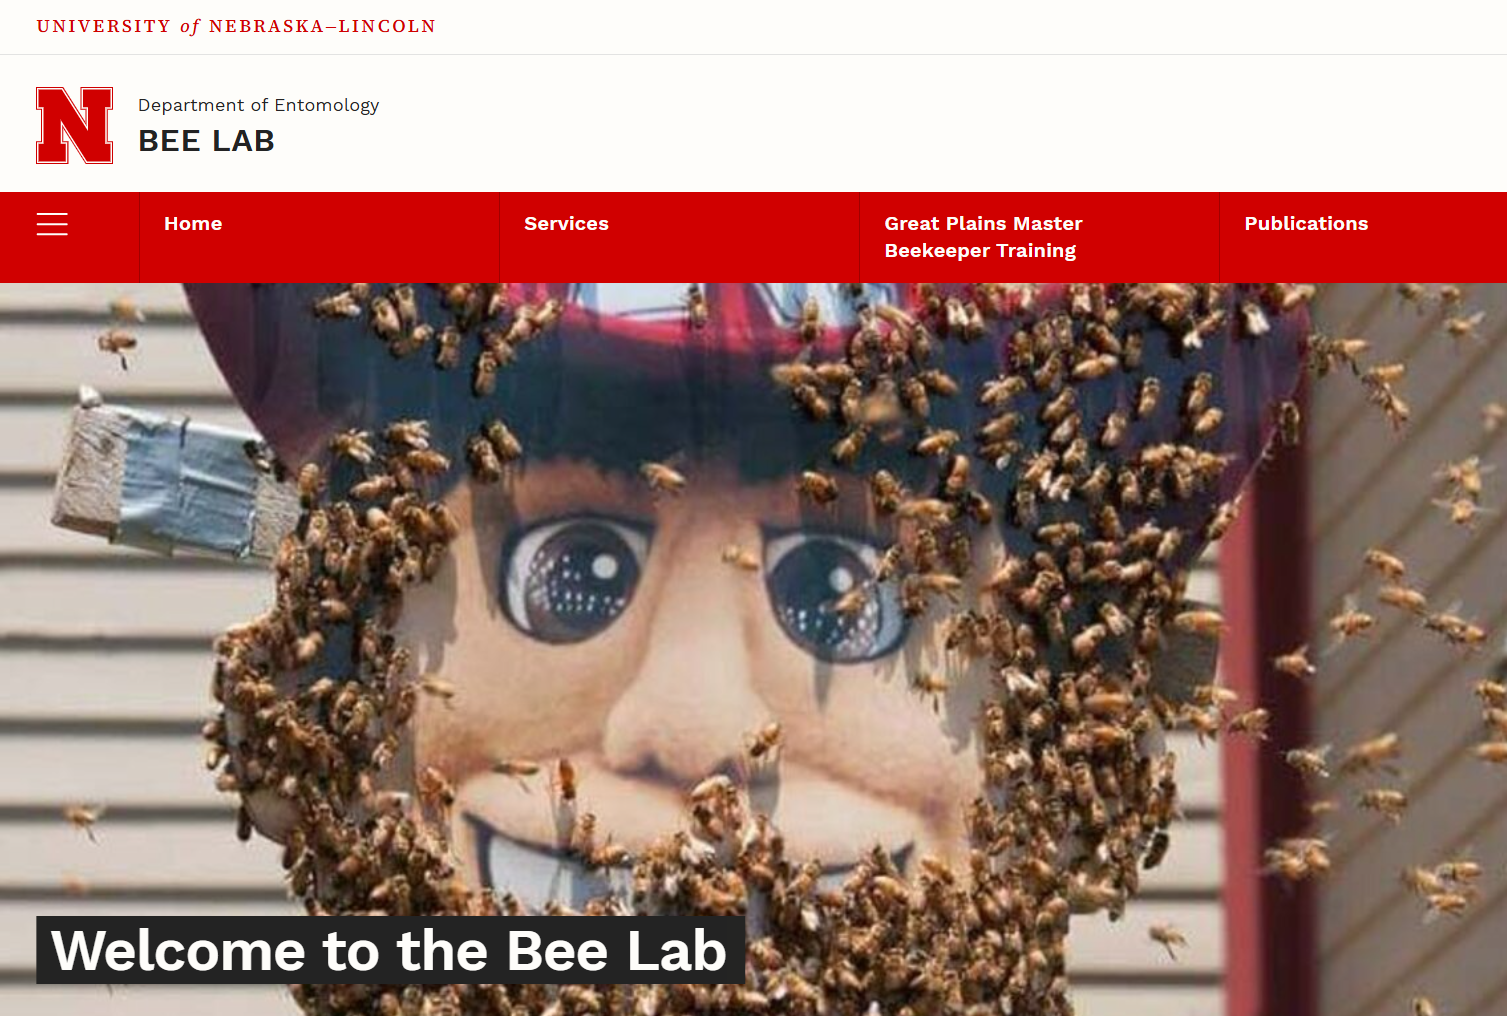 UNIVERSITY of NEBRASKA–LINCOLN
N
Department of Entomology
BEE LAB
Home
Services
Great Plains Master
Beekeeper Training
Publications
Welcome to the Bee Lab